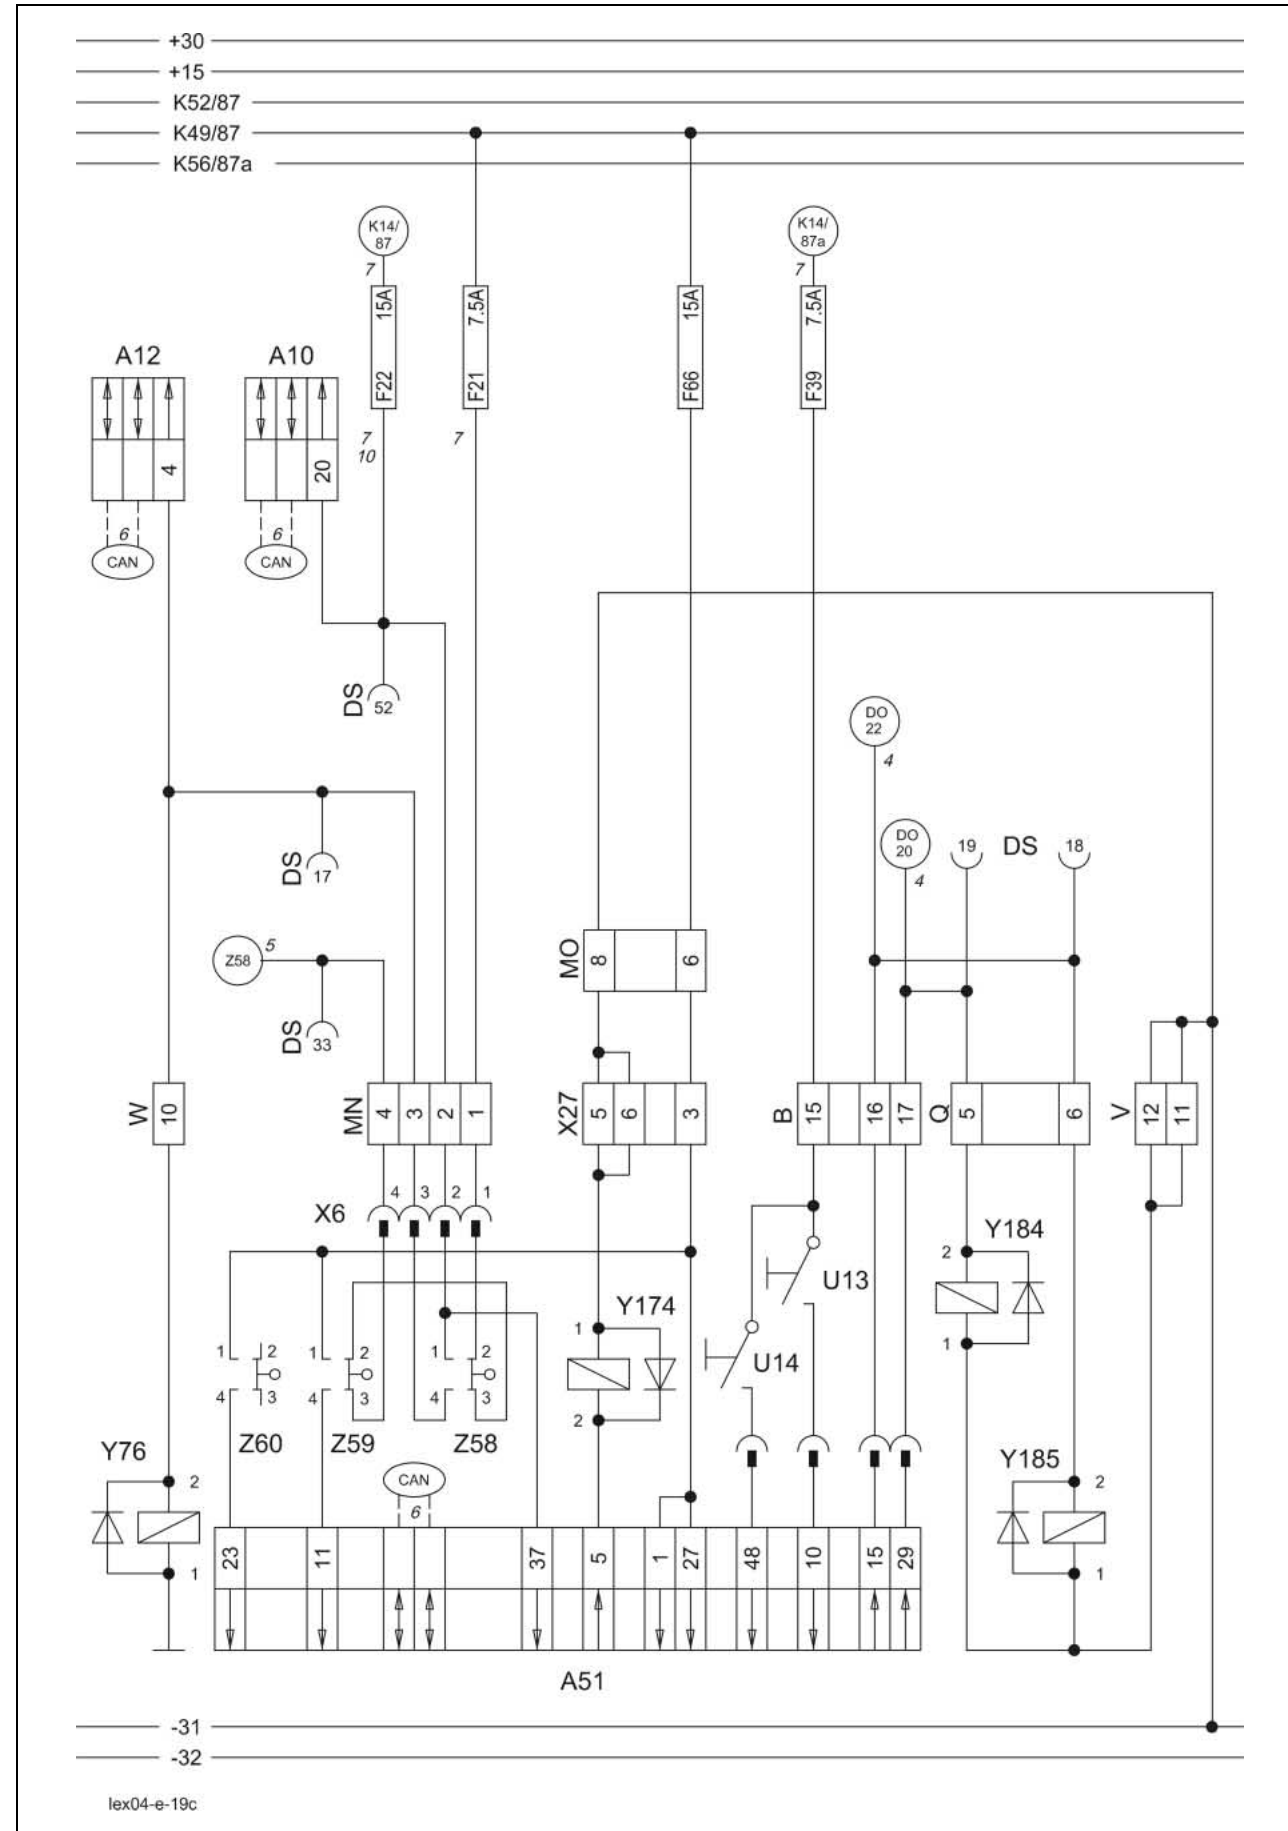 +30
+15
K52/87
K49/87
K56/87a
K14/
87
K14/
87a
7
7
15A
7.5A
15A
7.5A
A12
A10
F22
F21
F66
F39
7
10
7
4
20
6
6
CAN
CAN
DS
52
DO
22
4
DO
20
4
19
DS
18
DS
17
Z58
5
MO
8
6
DS
33
W
10
MN
4
3
2
1
X27
5
6
3
B
15
16
17
Q
5
6
V
12
11
X6
4
3
2
1
Y184
2
1
U13
Y174
1
2
U14
1
2
4
3
1
2
4
3
1
2
4
3
Z60
Z59
Z58
Y76
2
1
CAN
6
Y185
2
1
23
11
37
5
1
27
48
10
15
29
A51
-31
-32
lex04-e-19c